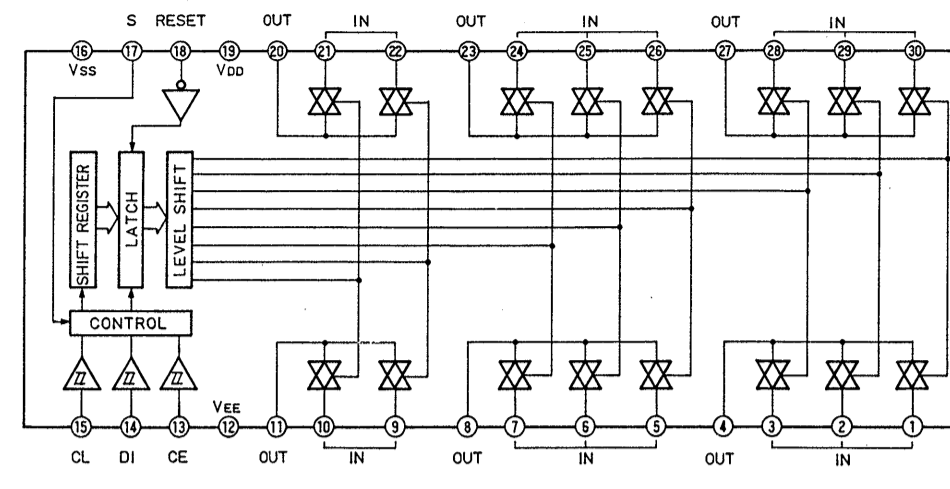 S RESET OUT IN OUT IN OUT IN
16 17 18 19 20 21 22 23 24 25 26 27 28 29 30
VSS VDD
SHIFT REGISTER
LATCH
LEVEL SHIFT
CONTROL
VEE
15 14 13 12 11 10 9 8 7 6 5 4 3 2 1
CL DI CE OUT IN OUT IN OUT IN